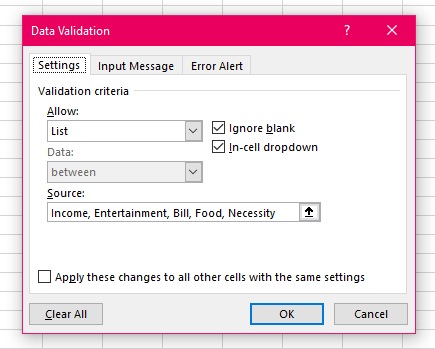 Data Validation
?
Settings Input Message Error Alert
Validation criteria
Allow:
List
Ignore blank
In-cell dropdown
Data:
between
Source:
Income, Entertainment, Bill, Food, Necessity
Apply these changes to all other cells with the same settings
Clear All OK Cancel